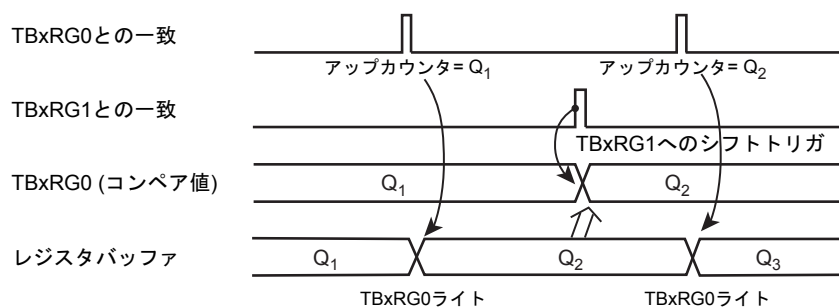 TBxRG0との一致
アップカウンタ= Q1
アップカウンタ= Q2
TBxRG1との一致
TBxRG1へのシフトトリガ
TBxRG0 (コンペア値)
Q1
Q2
レジスタバッファ
Q1
Q2
Q3
TBxRG0ライト
TBxRG0ライト